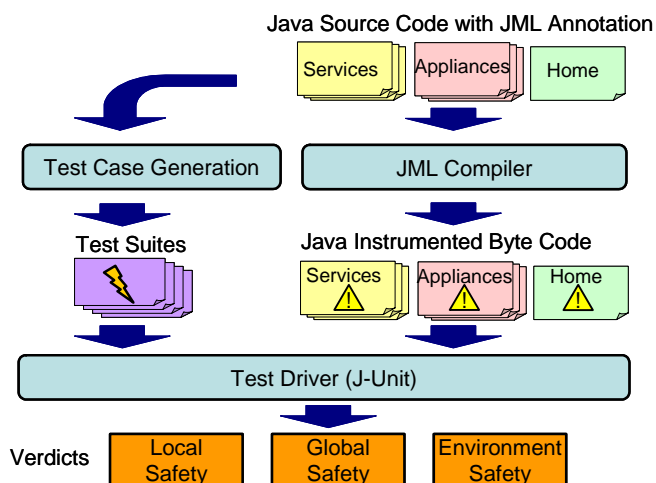 Java Source Code with JML Annotation
Services
Appliances
Home
Test Case Generation
JML Compiler
Test Suites
Java Instrumented Byte Code
Services
Appliances
Home
!
!
!
Test Driver (J-Unit)
Verdicts
Local
Safety
Global
Safety
Environment
Safety